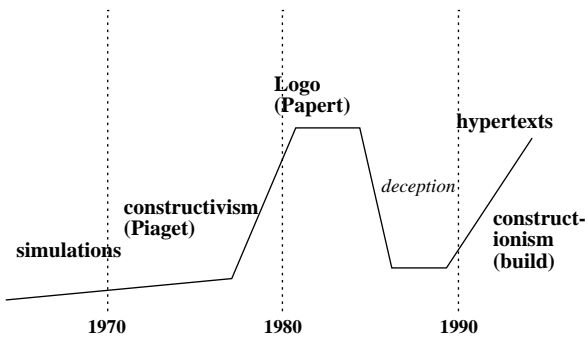 Logo
(Papert)
hypertexts
deception
constructivism
(Piaget)
construct-
ionism
(build)
simulations
1970
1980
1990